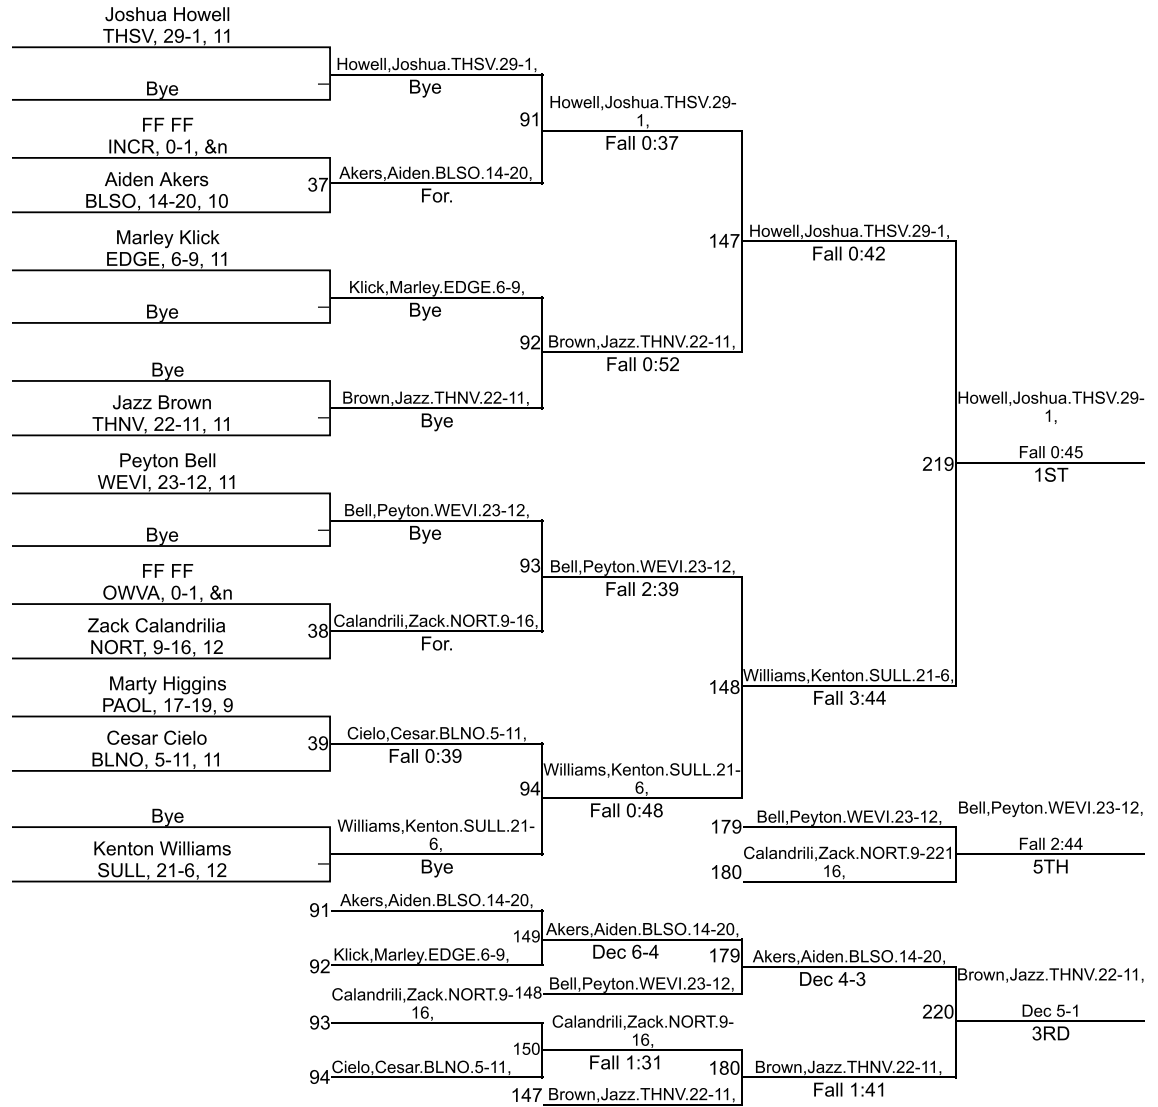 Joshua Howell
THSV, 29-1, 11
Bye
FF FF
INCR, 0-1, &n
37
Aiden Akers
BLSO, 14-20, 10
Marley Klick
EDGE, 6-9, 11
Bye
Bye
Jazz Brown
THNV, 22-11, 11
Peyton Bell
WEVI, 23-12, 11
Bye
FF FF
OWVA, 0-1, &n
38
Zack Calandrilia
NORT, 9-16, 12
Marty Higgins
PAOL, 17-19, 9
39
Cesar Cielo
BLNO, 5-11, 11
Bye
Kenton Williams
SULL, 21-6, 12
Howell,Joshua.THSV.29-1,
Bye
91
Akers,Aiden.BLSO.14-20,
For.
Klick,Marley.EDGE.6-9,
Bye
92
Brown,Jazz.THNV.22-11,
Bye
Bell,Peyton.WEVI.23-12,
Bye
93
Calandrili,Zack.NORT.9-16,
For.
Cielo,Cesar.BLNO.5-11,
Fall 0:39
94
Williams,Kenton.SULL.21-
6,
Bye
Howell,Joshua.THSV.29-
1,
Fall 0:37
147
Brown,Jazz.THNV.22-11,
Fall 0:52
Bell,Peyton.WEVI.23-12,
Fall 2:39
148
Williams,Kenton.SULL.21-
6,
Fall 0:48
Howell,Joshua.THSV.29-1,
Fall 0:42
219
Williams,Kenton.SULL.21-6,
Fall 3:44
Howell,Joshua.THSV.29-
1,
Fall 0:45
1ST
179
Bell,Peyton.WEVI.23-12,
180
Calandrili,Zack.NORT.9-221
16,
Bell,Peyton.WEVI.23-12,
Fall 2:44
5TH
91
Akers,Aiden.BLSO.14-20,
149
92
Klick,Marley.EDGE.6-9,
93
Calandrili,Zack.NORT.9-148
16,
150
94
Cielo,Cesar.BLNO.5-11,
147
Akers,Aiden.BLSO.14-20,
Dec 6-4
179
Bell,Peyton.WEVI.23-12,
Calandrili,Zack.NORT.9-
16,
Fall 1:31
180
Brown,Jazz.THNV.22-11,
Akers,Aiden.BLSO.14-20,
Dec 4-3
220
Brown,Jazz.THNV.22-11,
Fall 1:41
Brown,Jazz.THNV.22-11,
Dec 5-1
3RD